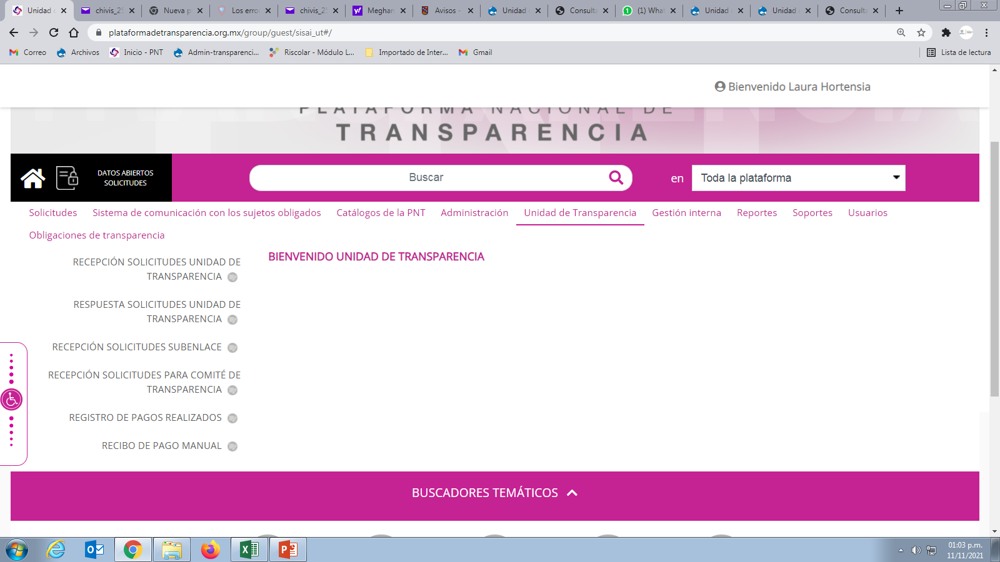 Unidad
chivis_25
Nueva p
Los erro
chivis_25
Meghan
Avisos -
Unidad
Consulta
(1) What
Unidad
Unidad
Consulta
plataformadetransparencia.org.mx/group/guest/sisai_ut#/
Correo
Archivos
Inicio - PNT
Admin-transparenci...
Riscolar - Módulo L...
Importado de Inter...
Gmail
Lista de lectura
Bienvenido Laura Hortensia
PLATAFORMA NACIONAL DE
TRANSPARENCIA
DATOS ABIERTOS
SOLICITUDES
Buscar
en
Toda la plataforma
Solicitudes
Sistema de comunicación con los sujetos obligados
Catálogos de la PNT
Administración
Unidad de Transparencia
Gestión interna
Reportes
Soportes
Usuarios
Obligaciones de transparencia
RECEPCIÓN SOLICITUDES UNIDAD DE
TRANSPARENCIA
RESPUESTA SOLICITUDES UNIDAD DE
TRANSPARENCIA
RECEPCIÓN SOLICITUDES SUBENLACE
RECEPCIÓN SOLICITUDES PARA COMITÉ DE
TRANSPARENCIA
REGISTRO DE PAGOS REALIZADOS
RECIBO DE PAGO MANUAL
BIENVENIDO UNIDAD DE TRANSPARENCIA
BUSCADORES TEMÁTICOS
01:03 p.m.
11/11/2021